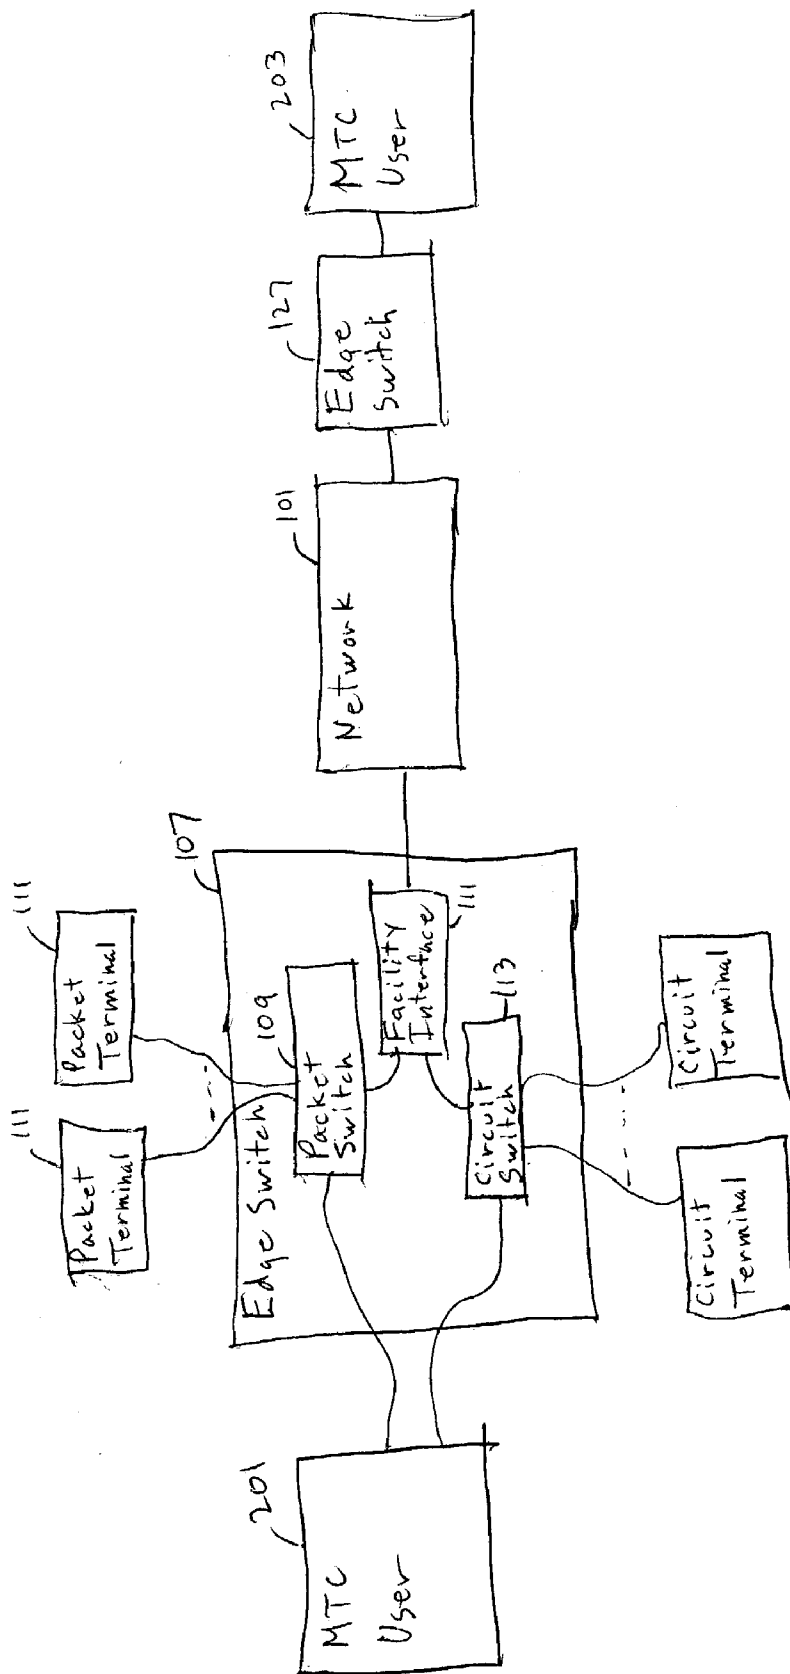 111
Packet
Terminal
111
Packet
Terminal
201
MTC
User
107
Edge Switch
109
Packet
Switch
Facility
Interface
111
113
Circuit
Switch
101
Network
127
Edge
Switch
203
MTC
User
Circuit
Terminal
Circuit
Terminal